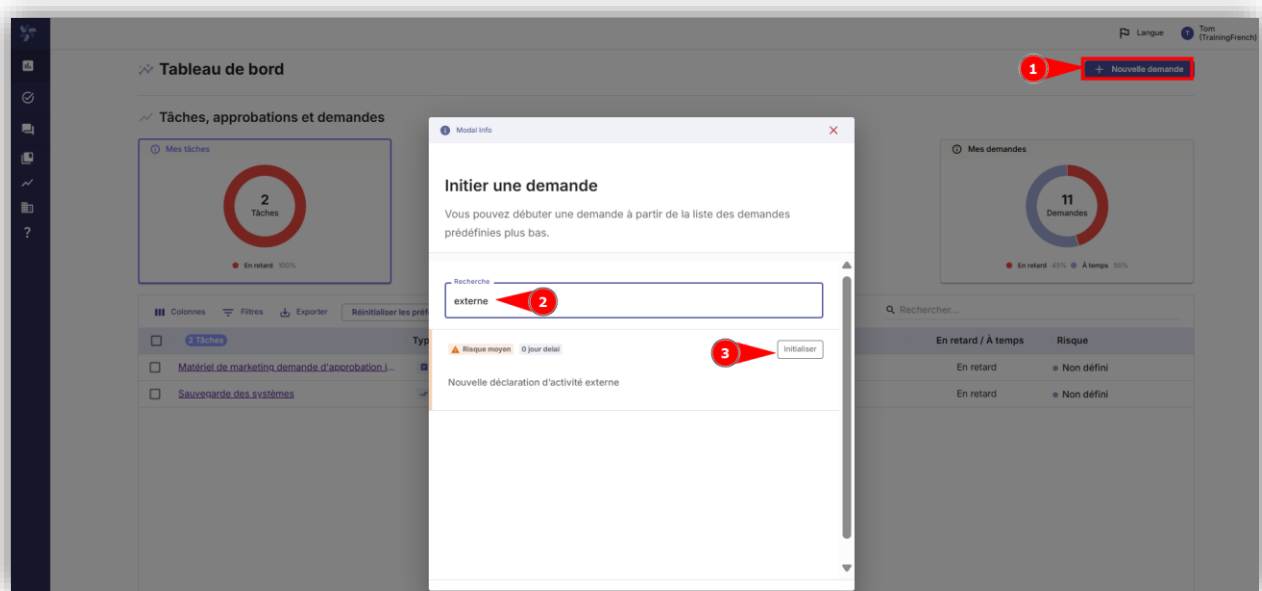 Langue
T
Tom
(TrainingFrench)
Tableau de bord
1
+ Nouvelle demande
Tâches, approbations et demandes
Modal Info
Mes tâches
2
Tâches
En retard 100%
Mes demandes
11
Demandes
En retard 45% À temps 55%
Initier une demande
Vous pouvez débuter une demande à partir de la liste des demandes
prédéfinies plus bas.
Recherche
externe
2
Colonnes Filtres Exporter Réinitialiser les
Rechercher...
2 Tâches
En retard / À temps Risque
Risque moyen 0 jour delai
3
Initialiser
Matériel de marketing demande d'approbation i...
En retard Non défini
Nouvelle déclaration d'activité externe
Sauvegarde des systèmes
En retard Non défini
?